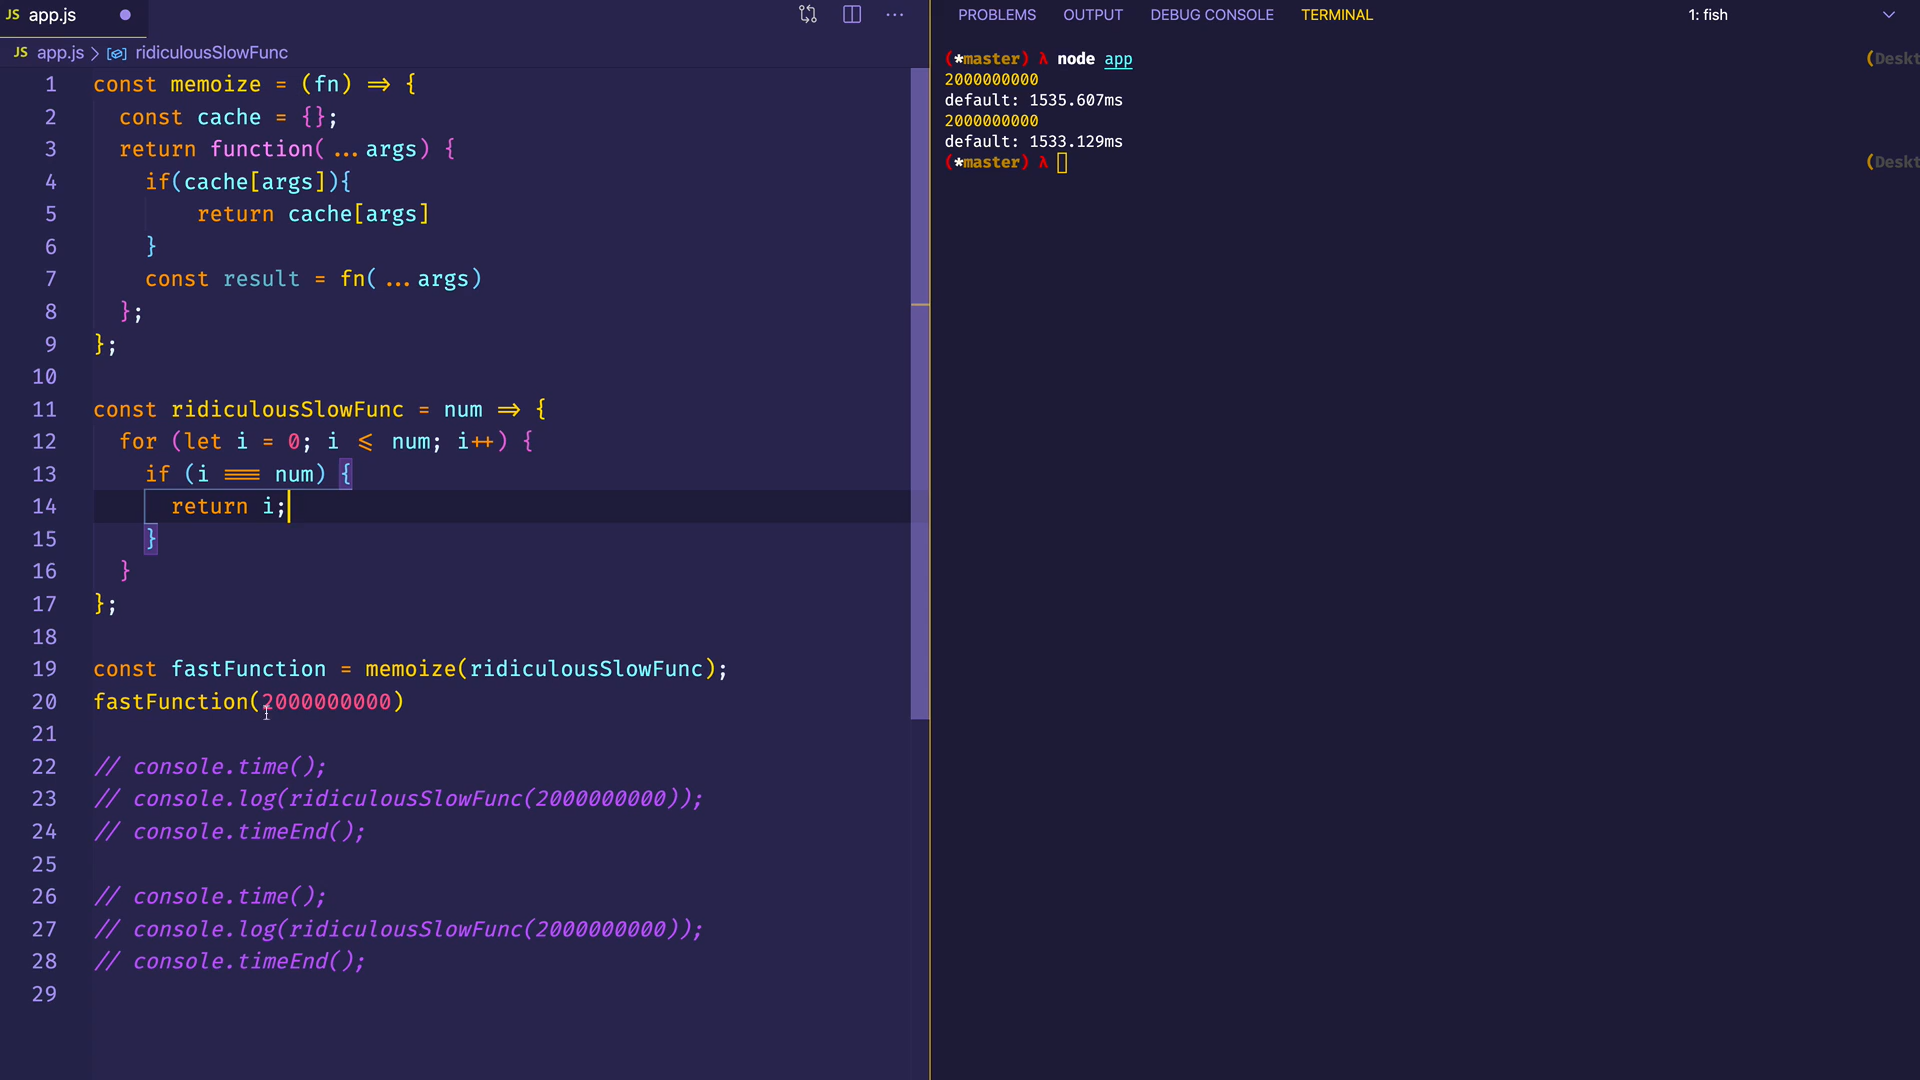 JS app.js
JS app.js > ridiculousSlowFunc
1 const memoize = (fn) => {
2 const cache = {};
3 return function(...args) {
4 if(cache[args]){
5 return cache[args]
6 }
7 const result = fn(...args)
8 };
9 };
10
11 const ridiculousSlowFunc = num => {
12 for (let i = 0; i <= num; i++) {
13 if (i === num) {
14 return i;
15 }
16 }
17 };
18
19 const fastFunction = memoize(ridiculousSlowFunc);
20 fastFunction(2000000000)
21
22 // console.time();
23 // console.log(ridiculousSlowFunc(2000000000));
24 // console.timeEnd();
25
26 // console.time();
27 // console.log(ridiculousSlowFunc(2000000000));
28 // console.timeEnd();
29
PROBLEMS OUTPUT DEBUG CONSOLE TERMINAL 1: fish
(*master) λ node app (Deskt
2000000000
default: 1535.607ms
2000000000
default: 1533.129ms
(*master) λ (Deskt